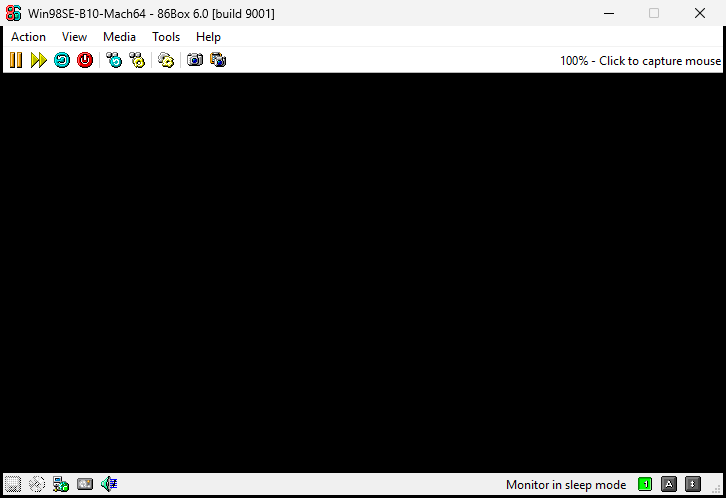 Win98SE-B10-Mach64 - 86Box 6.0 [build 9001]
Action View Media Tools Help
100% - Click to capture mouse
Monitor in sleep mode
1 A